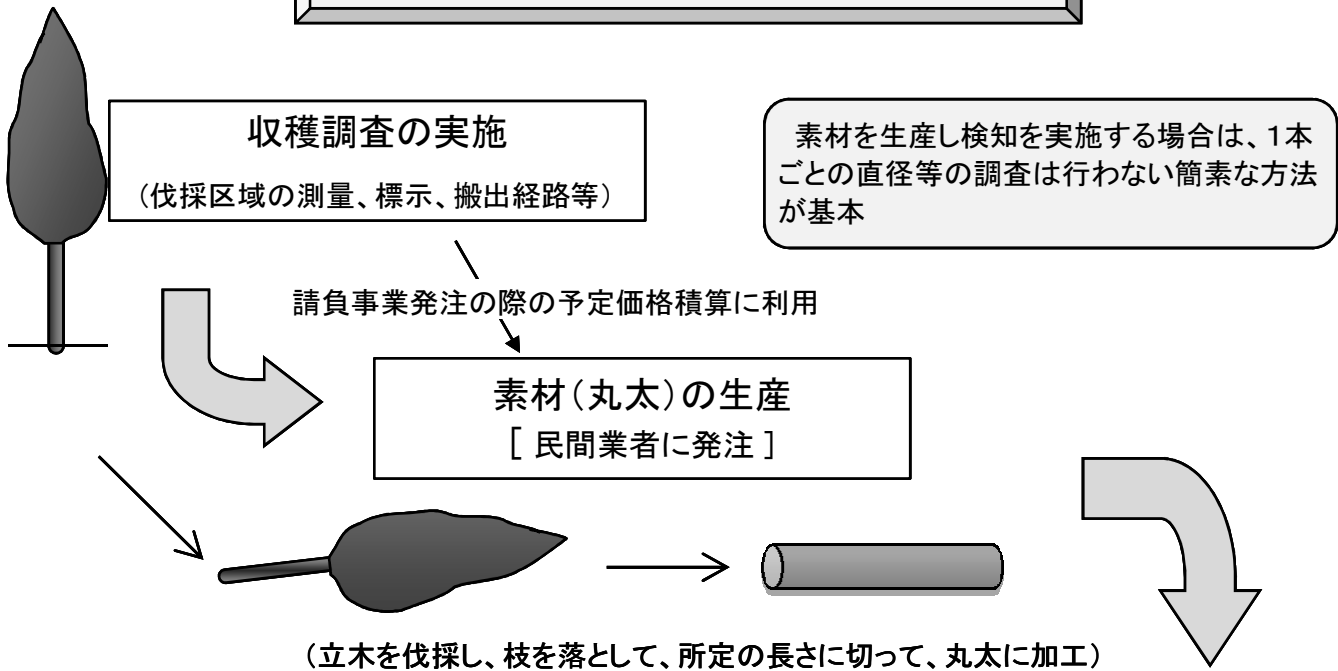 収穫調査の実施
（伐採区域の測量、標示、搬出経路等）
素材を生産し検知を実施する場合は、１本
ごとの直径等の調査は行わない簡素な方法
が基本
請負事業発注の際の予定価格積算に利用
素材（丸太）の生産
［ 民間業者に発注 ］
（立木を伐採し、枝を落として、所定の長さに切って、丸太に加工）